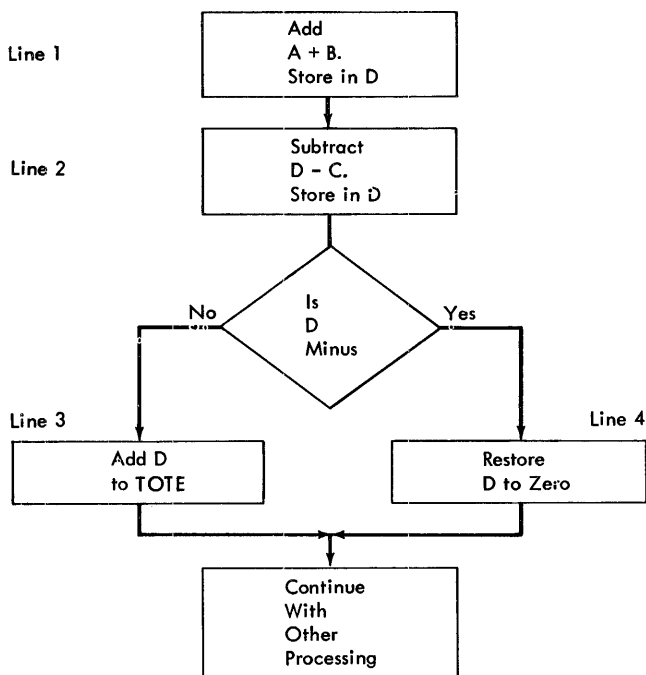 Line 1
Add
A + B.
Store in D
Line 2
Subtract
D - C.
Store in D
Is
D
Minus
No
Yes
Line 3
Add D
to TOTE
Line 4
Restore
D to Zero
Continue
With
Other
Processing